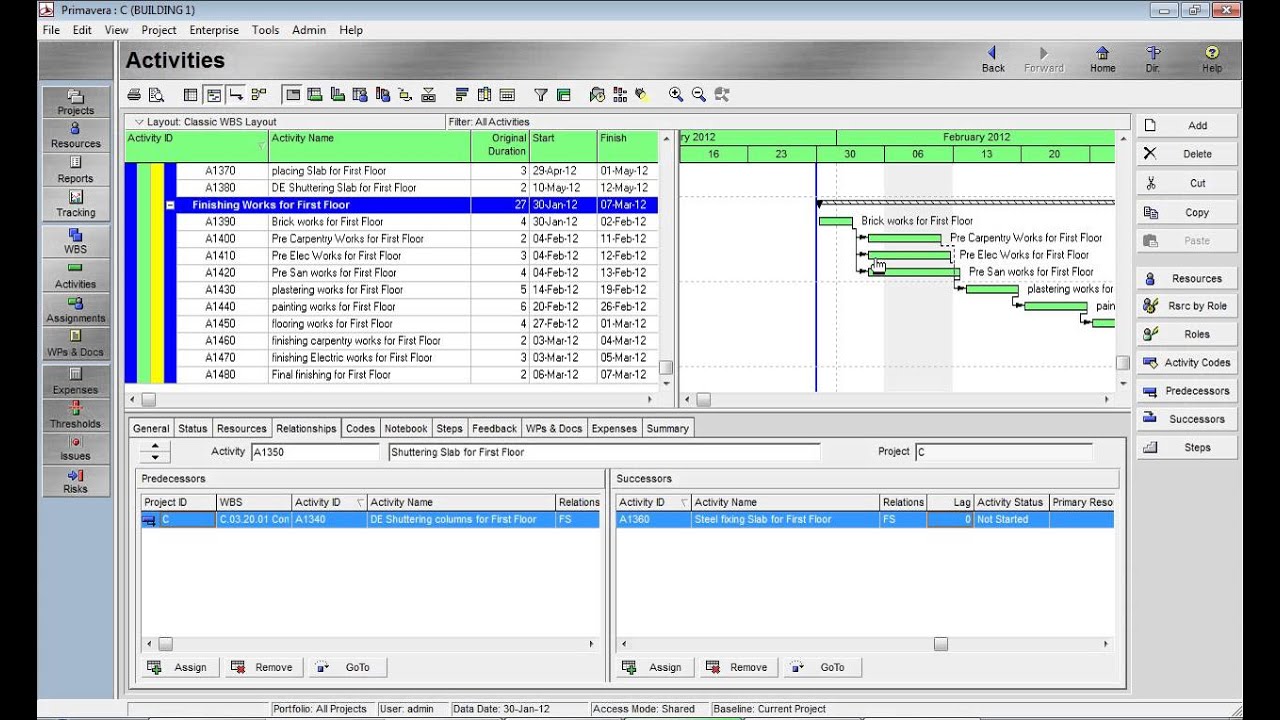 Primavera : C (BUILDING 1)
File Edit View Project Enterprise Tools Admin Help
Activities
Back Forward Home Dir. Help
Projects
Resources
Reports
Tracking
WBS
Activities
Assignments
WPs & Docs
Expenses
Thresholds
Issues
Risks
Layout: Classic WBS Layout Filter: All Activities
Activity ID Activity Name Original Duration Start Finish
A1370 placing Slab for First Floor 3 29-Apr-12 01-May-12
A1380 DE Shuttering Slab for First Floor 2 10-May-12 12-May-12
Finishing Works for First Floor 27 30-Jan-12 07-Mar-12
A1390 Brick works for First Floor 4 30-Jan-12 02-Feb-12
A1400 Pre Carpentry Works for First Floor 2 04-Feb-12 11-Feb-12
A1410 Pre Elec Works for First Floor 3 04-Feb-12 12-Feb-12
A1420 Pre San works for First Floor 4 04-Feb-12 13-Feb-12
A1430 plastering works for First Floor 5 14-Feb-12 19-Feb-12
A1440 painting works for First Floor 6 20-Feb-12 26-Feb-12
A1450 flooring works for First Floor 4 27-Feb-12 01-Mar-12
A1460 finishing carpentry works for First Floor 2 03-Mar-12 04-Mar-12
A1470 finishing Electric works for First Floor 3 03-Mar-12 05-Mar-12
A1480 Final finishing for First Floor 2 06-Mar-12 07-Mar-12
ry 2012 February 2012
16 23 30 06 13 20
Brick works for First Floor
Pre Carpentry Works for First Floor
Pre Elec Works for First Floor
Pre San works for First Floor
plastering works for
pain
Add
Delete
Cut
Copy
Paste
Resources
Rsrc by Role
Roles
Activity Codes
Predecessors
Successors
Steps
General Status Resources Relationships Codes Notebook Steps Feedback WPs & Docs Expenses Summary
Activity A1350 Shuttering Slab for First Floor Project C
Predecessors
Project ID WBS Activity ID Activity Name Relations
C C.03.20.01 Con A1340 DE Shuttering columns for First Floor FS
Assign Remove GoTo
Successors
Activity ID Activity Name Relations Lag Activity Status Primary Reso
A1360 Steel fixing Slab for First Floor FS 0 Not Started
Assign Remove GoTo
Portfolio: All Projects User: admin Data Date: 30-Jan-12 Access Mode: Shared Baseline: Current Project